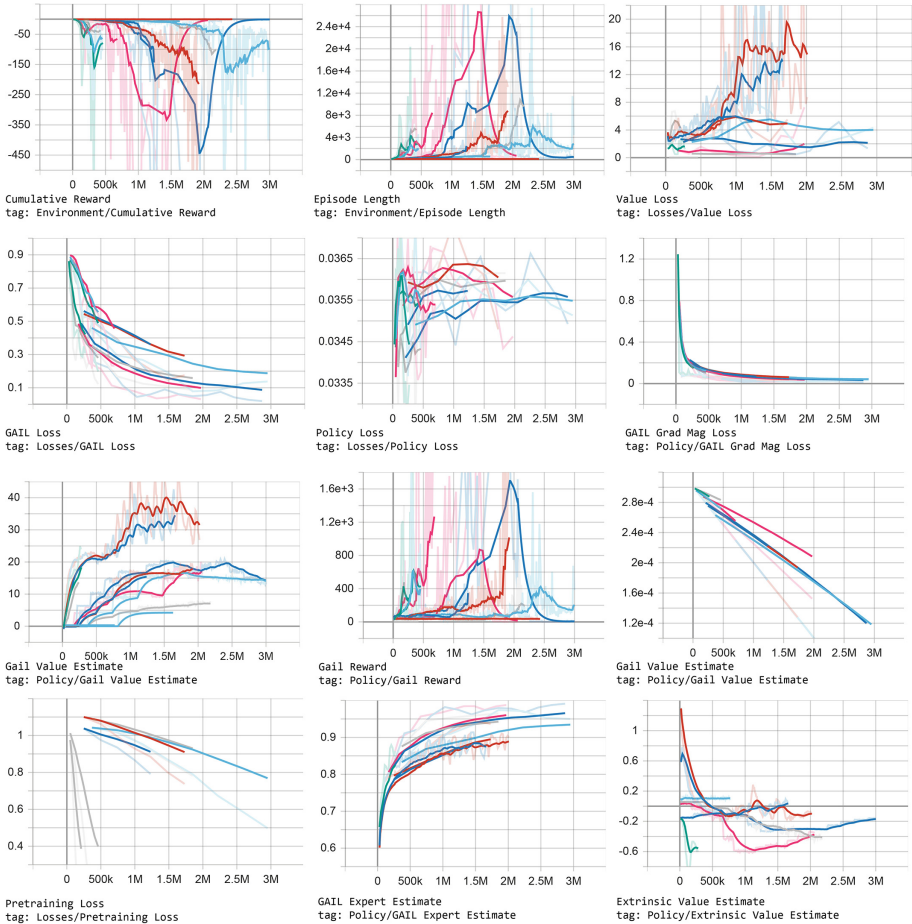 -50
-150
-250
-350
-450
0 500k 1M 1.5M 2M 2.5M 3M
Cumulative Reward
tag: Environment/Cumulative Reward
2.4e+4
2e+4
1.6e+4
1.2e+4
8e+3
4e+3
0
0 500k 1M 1.5M 2M 2.5M 3M
Episode Length
tag: Environment/Episode Length
20
16
12
8
4
0
0 500k 1M 1.5M 2M 2.5M 3M
Value Loss
tag: Losses/Value Loss
0.9
0.7
0.5
0.3
0.1
0 500k 1M 1.5M 2M 2.5M 3M
GAIL Loss
tag: Losses/GAIL Loss
0.0365
0.0355
0.0345
0.0335
0 500k 1M 1.5M 2M 2.5M 3M
Policy Loss
tag: Losses/Policy Loss
1.2
0.8
0.4
0
0 500k 1M 1.5M 2M 2.5M 3M
GAIL Grad Mag Loss
tag: Policy/GAIL Grad Mag Loss
40
30
20
10
0
0 500k 1M 1.5M 2M 2.5M 3M
Gail Value Estimate
tag: Policy/Gail Value Estimate
1.6e+3
1.2e+3
800
400
0
0 500k 1M 1.5M 2M 2.5M 3M
Gail Reward
tag: Policy/Gail Reward
2.8e-4
2.4e-4
2e-4
1.6e-4
1.2e-4
0 500k 1M 1.5M 2M 2.5M 3M
Gail Value Estimate
tag: Policy/Gail Value Estimate
1
0.8
0.6
0.4
0 500k 1M 1.5M 2M 2.5M 3M
Pretraining Loss
tag: Losses/Pretraining Loss
0.9
0.8
0.7
0.6
0 500k 1M 1.5M 2M 2.5M 3M
GAIL Expert Estimate
tag: Policy/GAIL Expert Estimate
1
0.6
0.2
-0.2
-0.6
0 500k 1M 1.5M 2M 2.5M 3M
Extrinsic Value Estimate
tag: Policy/Extrinsic Value Estimate